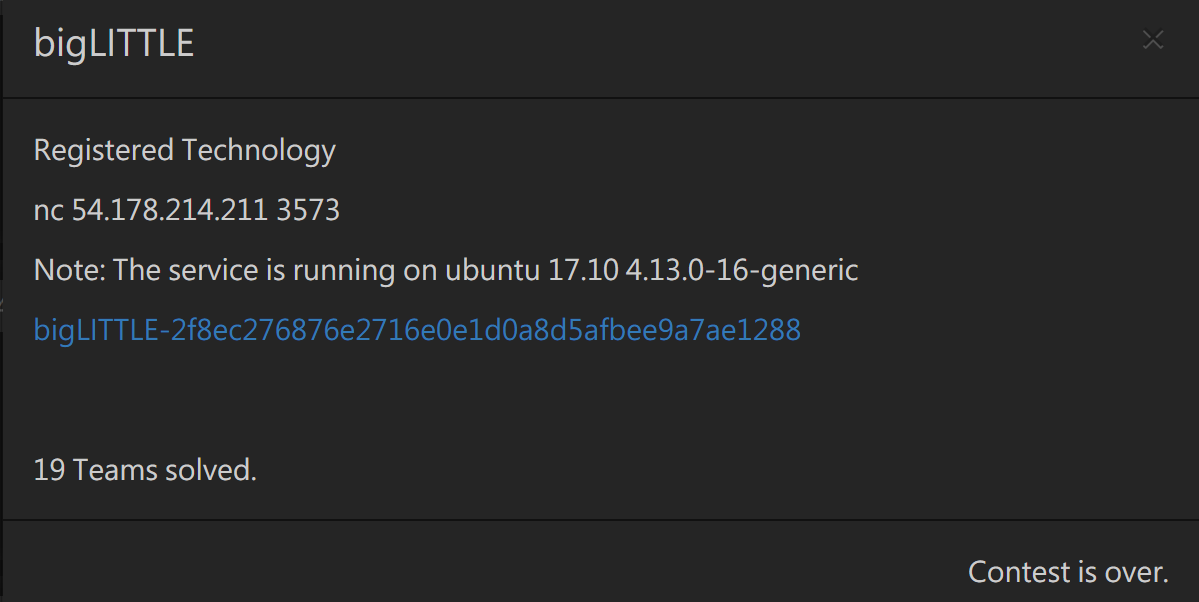 bigLITTLE
Registered Technology
nc 54.178.214.211 3573
Note: The service is running on ubuntu 17.10 4.13.0-16-generic
bigLITTLE-2f8ec276876e2716e0e1d0a8d5afbee9a7ae1288
19 Teams solved.
Contest is over.